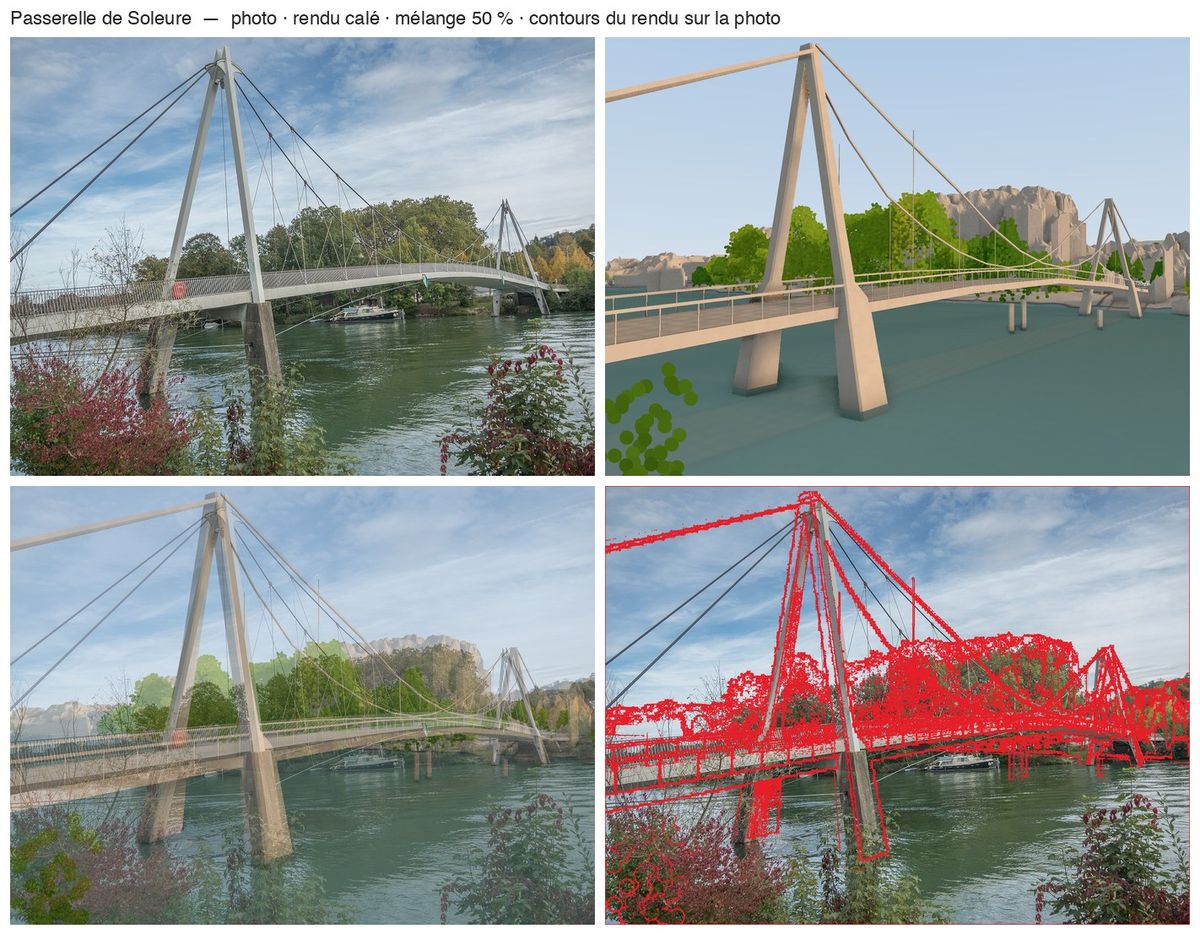 Passerelle de Soleure — photo · rendu calé · mélange 50 % · contours du rendu sur la photo